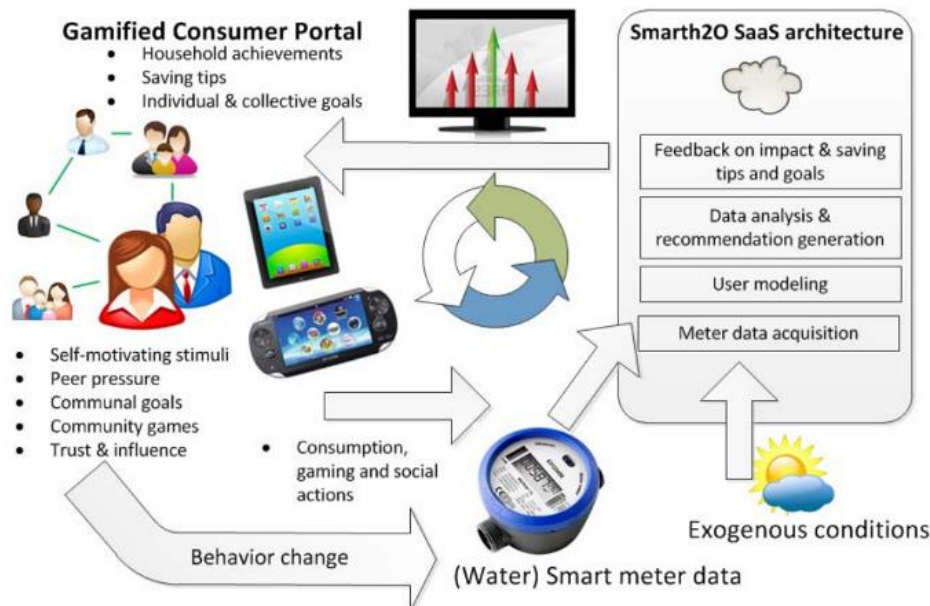 Gamified Consumer Portal
• Household achievements
• Saving tips
• Individual & collective goals
Smarth2O SaaS architecture
Feedback on impact & saving
tips and goals
Data analysis &
recommendation generation
User modeling
Meter data acquisition
• Self-motivating stimuli
• Peer pressure
• Communal goals
• Community games
• Trust & influence
• Consumption,
gaming and social
actions
Behavior change
(Water) Smart meter data
Exogenous conditions